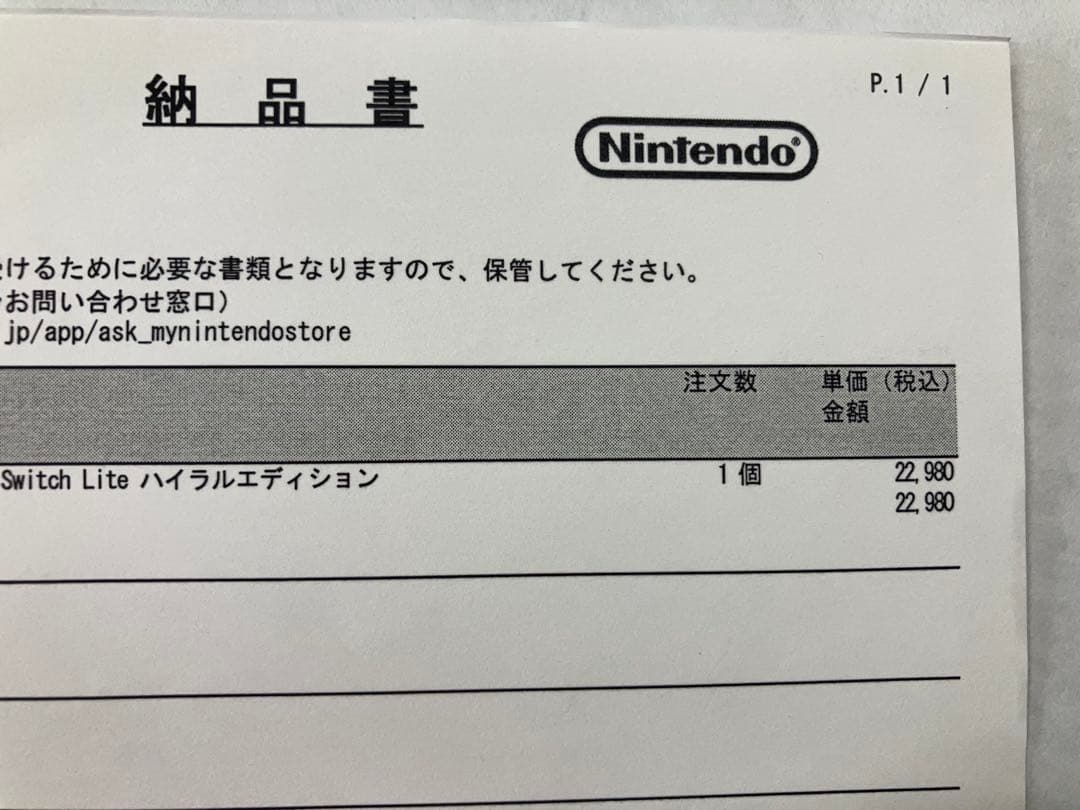 納品書
P.1 / 1
Nintendo®
けるために必要な書類となりますので、保管してください。
お問い合わせ窓口）
jp/app/ask_mynintendostore
注文数 単価（税込）
金額
Switch Lite ハイラルエディション 1個 22,980
22,980